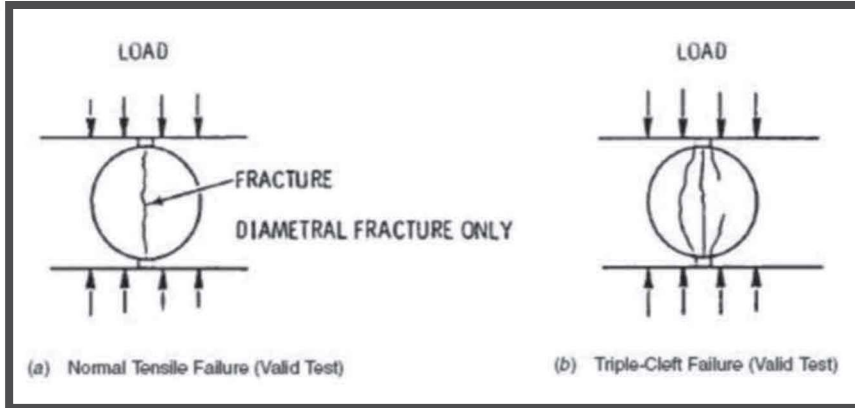 LOAD
LOAD
FRACTURE
DIAMETRAL FRACTURE ONLY
(a) Normal Tensile Failure (Valid Test)
(b) Triple-Cleft Failure (Valid Test)